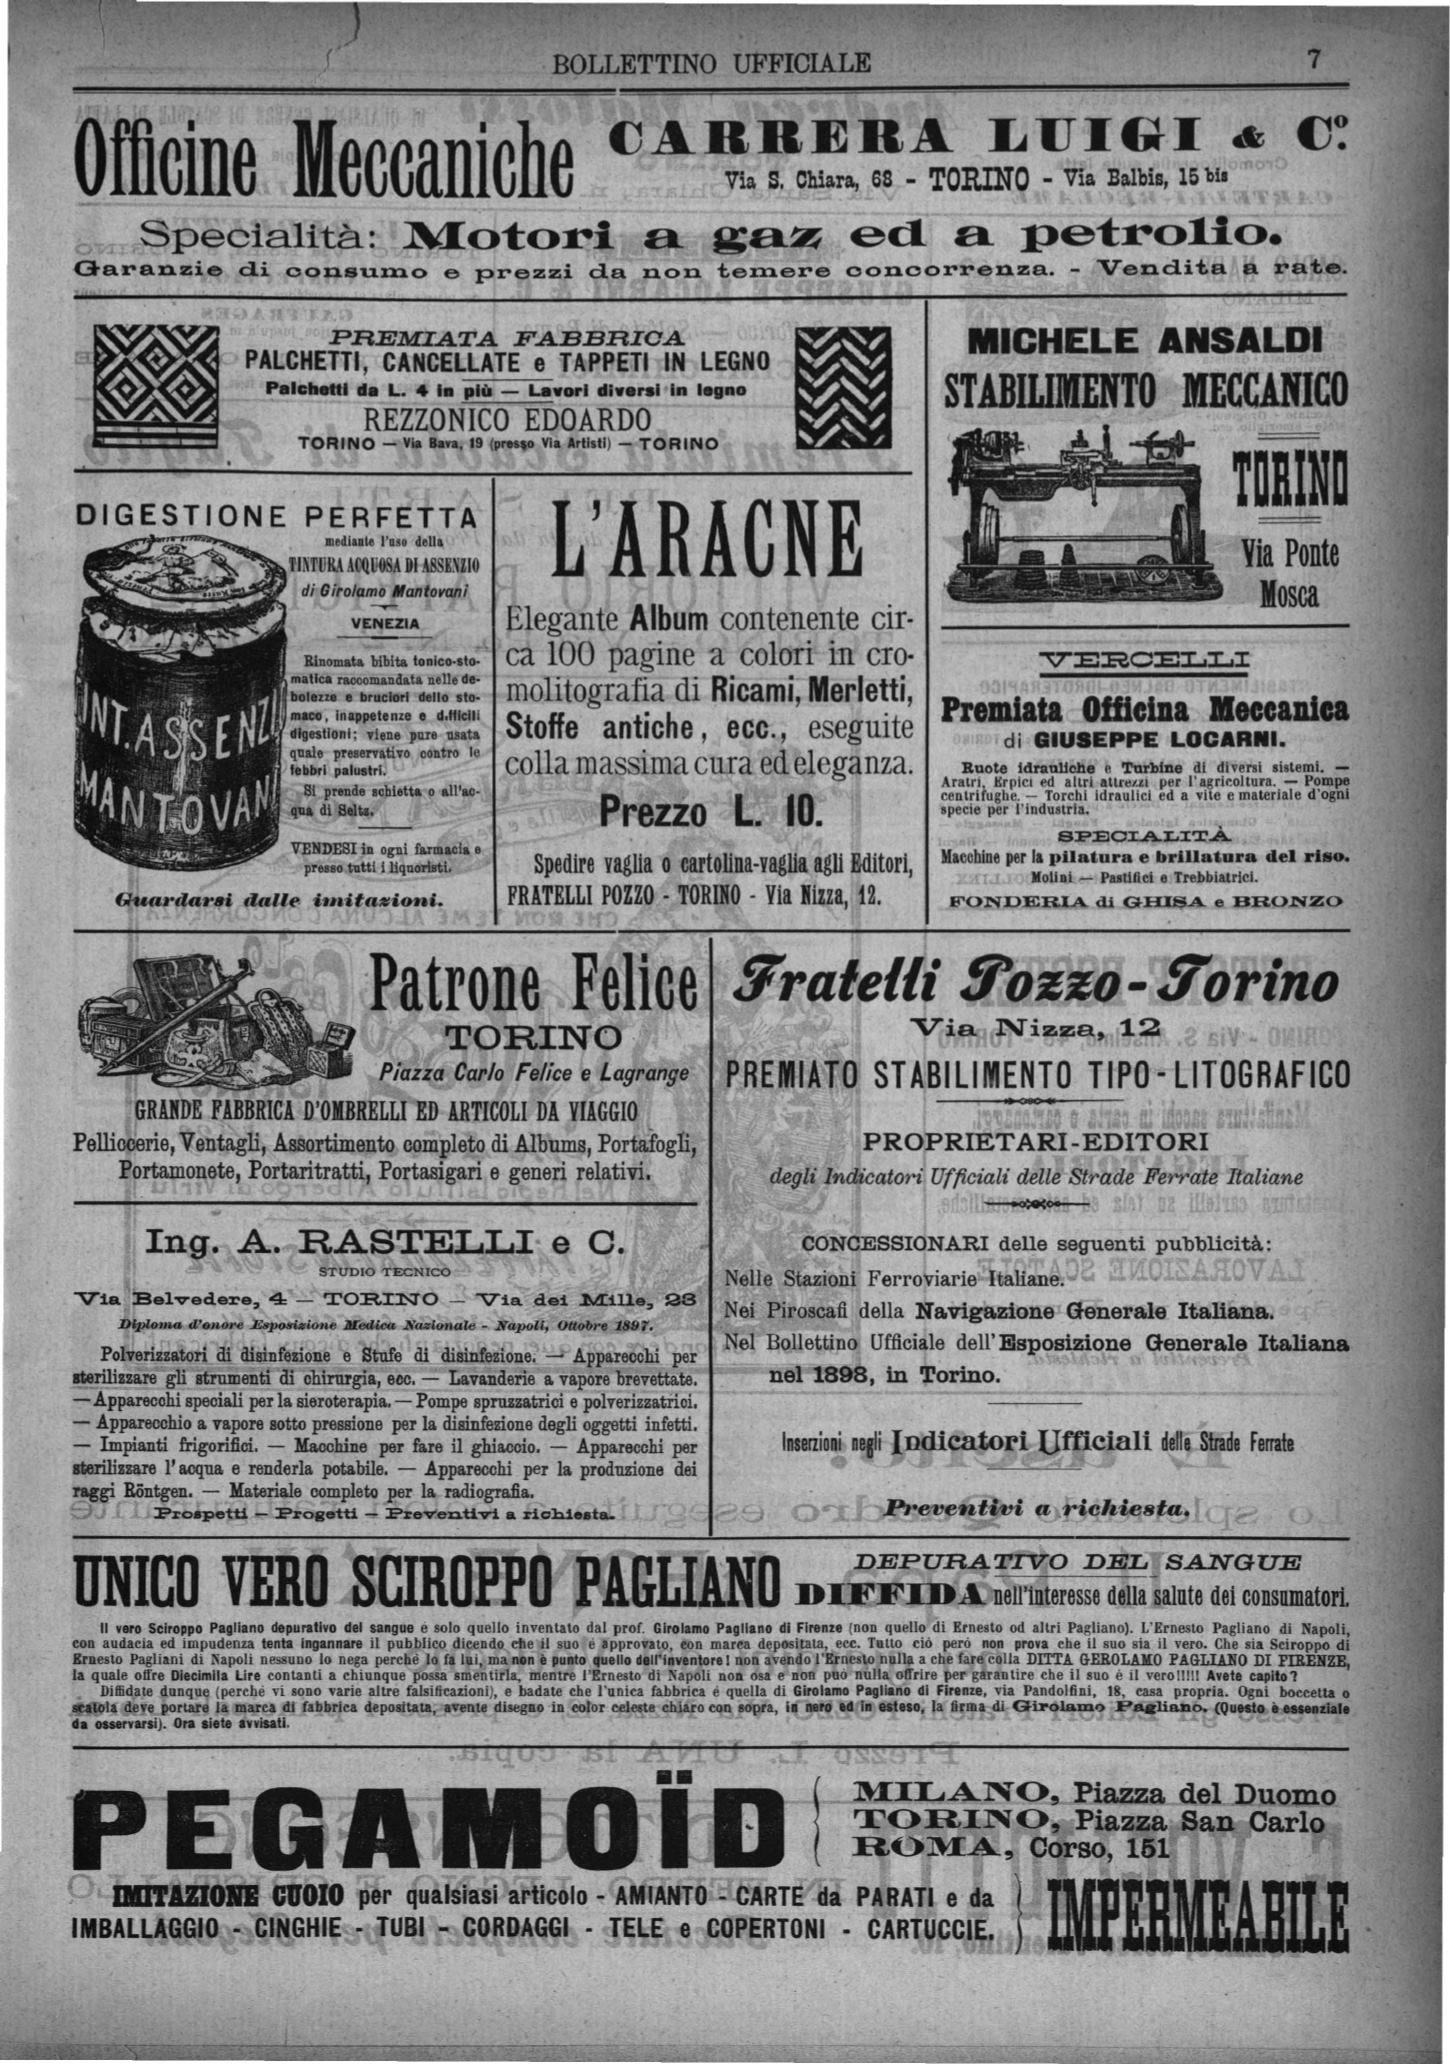 BOLLETTINO UFFICIALE
7
Officine Meccaniche
CARRERA LUIGI & Cº.
Via S. Chiara, 68 - TORINO - Via Balbis, 15 bis
Specialità: Motori a gaz ed a petrolio.
Garanzie di consumo e prezzi da non temere concorrenza. - Vendita a rate.
PREMIATA FABBRICA
PALCHETTI, CANCELLATE e TAPPETI IN LEGNO
Palchetti da L. 4 in più — Lavori diversi in legno
REZZONICO EDOARDO
TORINO — Via Bava, 19 (presso Via Artisti) — TORINO
MICHELE ANSALDI
STABILIMENTO MECCANICO
TORINO
Via Ponte
Mosca
DIGESTIONE PERFETTA
mediante l'uso della
TINTURA ACQUOSA DI ASSENZIO
di Girolamo Mantovani
VENEZIA
Rinomata bibita tonico-sto-
matica raccomandata nelle de-
bolezze e bruciori dello sto-
maco, inappetenze e difficili
digestioni; viene pure usata
quale preservativo contro le
febbri palustri.
Si prende schietta o all'ac-
qua di Seltz.
VENDESI in ogni farmacia e
presso tutti i liquoristi.
Guardarsi dalle imitazioni.
TINT. ASSENZI
MANTOVANI
L'ARACNE
Elegante Album contenente cir-
ca 100 pagine a colori in cro-
molitografia di Ricami, Merletti,
Stoffe antiche, ecc., eseguite
colla massima cura ed eleganza.
Prezzo L. 10.
Spedire vaglia o cartolina-vaglia agli Editori,
FRATELLI POZZO - TORINO - Via Nizza, 12.
VERCELLI
Premiata Officina Meccanica
di GIUSEPPE LOCARNI.
Ruote idrauliche e Turbine di diversi sistemi. —
Aratri, Erpici ed altri attrezzi per l'agricoltura. — Pompe
centrifughe. — Torchi idraulici ed a vite e materiale d'ogni
specie per l'industria.
SPECIALITÀ
Macchine per la pilatura e brillatura del riso.
Molini — Pastifici e Trebbiatrici.
FONDERIA di GHISA e BRONZO
Patrone Felice
TORINO
Piazza Carlo Felice e Lagrange
GRANDE FABBRICA D'OMBRELLI ED ARTICOLI DA VIAGGIO
Pelliccerie, Ventagli, Assortimento completo di Albums, Portafogli,
Portamonete, Portaritratti, Portasigari e generi relativi.
Ing. A. RASTELLI e C.
STUDIO TECNICO
Via Belvedere, 4 — TORINO — Via dei Mille, 23
Diploma d'onore Esposizione Medica Nazionale - Napoli, Ottobre 1897.
Polverizzatori di disinfezione e Stufe di disinfezione. — Apparecchi per
sterilizzare gli strumenti di chirurgia, ecc. — Lavanderie a vapore brevettate.
— Apparecchi speciali per la sieroterapia. — Pompe spruzzatrici e polverizzatrici.
— Apparecchio a vapore sotto pressione per la disinfezione degli oggetti infetti.
— Impianti frigorifici. — Macchine per fare il ghiaccio. — Apparecchi per
sterilizzare l'acqua e renderla potabile. — Apparecchi per la produzione dei
raggi Röntgen. — Materiale completo per la radiografia.
Prospetti — Progetti — Preventivi a richiesta.
Fratelli Pozzo - Torino
Via Nizza, 12
PREMIATO STABILIMENTO TIPO-LITOGRAFICO
PROPRIETARI-EDITORI
degli Indicatori Ufficiali delle Strade Ferrate Italiane
CONCESSIONARI delle seguenti pubblicità:
Nelle Stazioni Ferroviarie Italiane.
Nei Piroscafi della Navigazione Generale Italiana.
Nel Bollettino Ufficiale dell'Esposizione Generale Italiana
nel 1898, in Torino.
Inserzioni negli Indicatori Ufficiali delle Strade Ferrate
Preventivi a richiesta.
UNICO VERO SCIROPPO PAGLIANO
DEPURATIVO DEL SANGUE
DIFFIDA nell'interesse della salute dei consumatori.
Il vero Sciroppo Pagliano depurativo del sangue è solo quello inventato dal prof. Girolamo Pagliano di Firenze (non quello di Ernesto od altri Pagliano). L'Ernesto Pagliano di Napoli,
con audacia ed impudenza tenta ingannare il pubblico dicendo che il suo è approvato, con marca depositata, ecc. Tutto ciò però non prova che il suo sia il vero. Che sia Sciroppo di
Ernesto Pagliani di Napoli nessuno lo nega perchè lo fa lui, ma non è punto quello dell'inventore! non avendo l'Ernesto nulla a che fare colla DITTA GEROLAMO PAGLIANO DI FIRENZE,
la quale offre Diecimila Lire contanti a chiunque possa smentirla, mentre l'Ernesto di Napoli non osa e non può nulla offrire per garantire che il suo è il vero!!!!! Avete capito?
Diffidate dunque (perchè vi sono varie altre falsificazioni), e badate che l'unica fabbrica è quella di Girolamo Pagliano di Firenze, via Pandolfini, 18, casa propria. Ogni boccetta o
scatola deve portare la marca di fabbrica depositata, avente disegno in color celeste chiaro con sopra, in nero ed in esteso, la firma di Girolamo Pagliano. (Questo è essenziale
da osservarsi). Ora siete avvisati.
PEGAMOÏD
MILANO, Piazza del Duomo
TORINO, Piazza San Carlo
ROMA, Corso, 151
IMITAZIONE CUOIO per qualsiasi articolo - AMIANTO - CARTE da PARATI e da
IMBALLAGGIO - CINGHIE - TUBI - CORDAGGI - TELE e COPERTONI - CARTUCCIE.
IMPERMEABILE